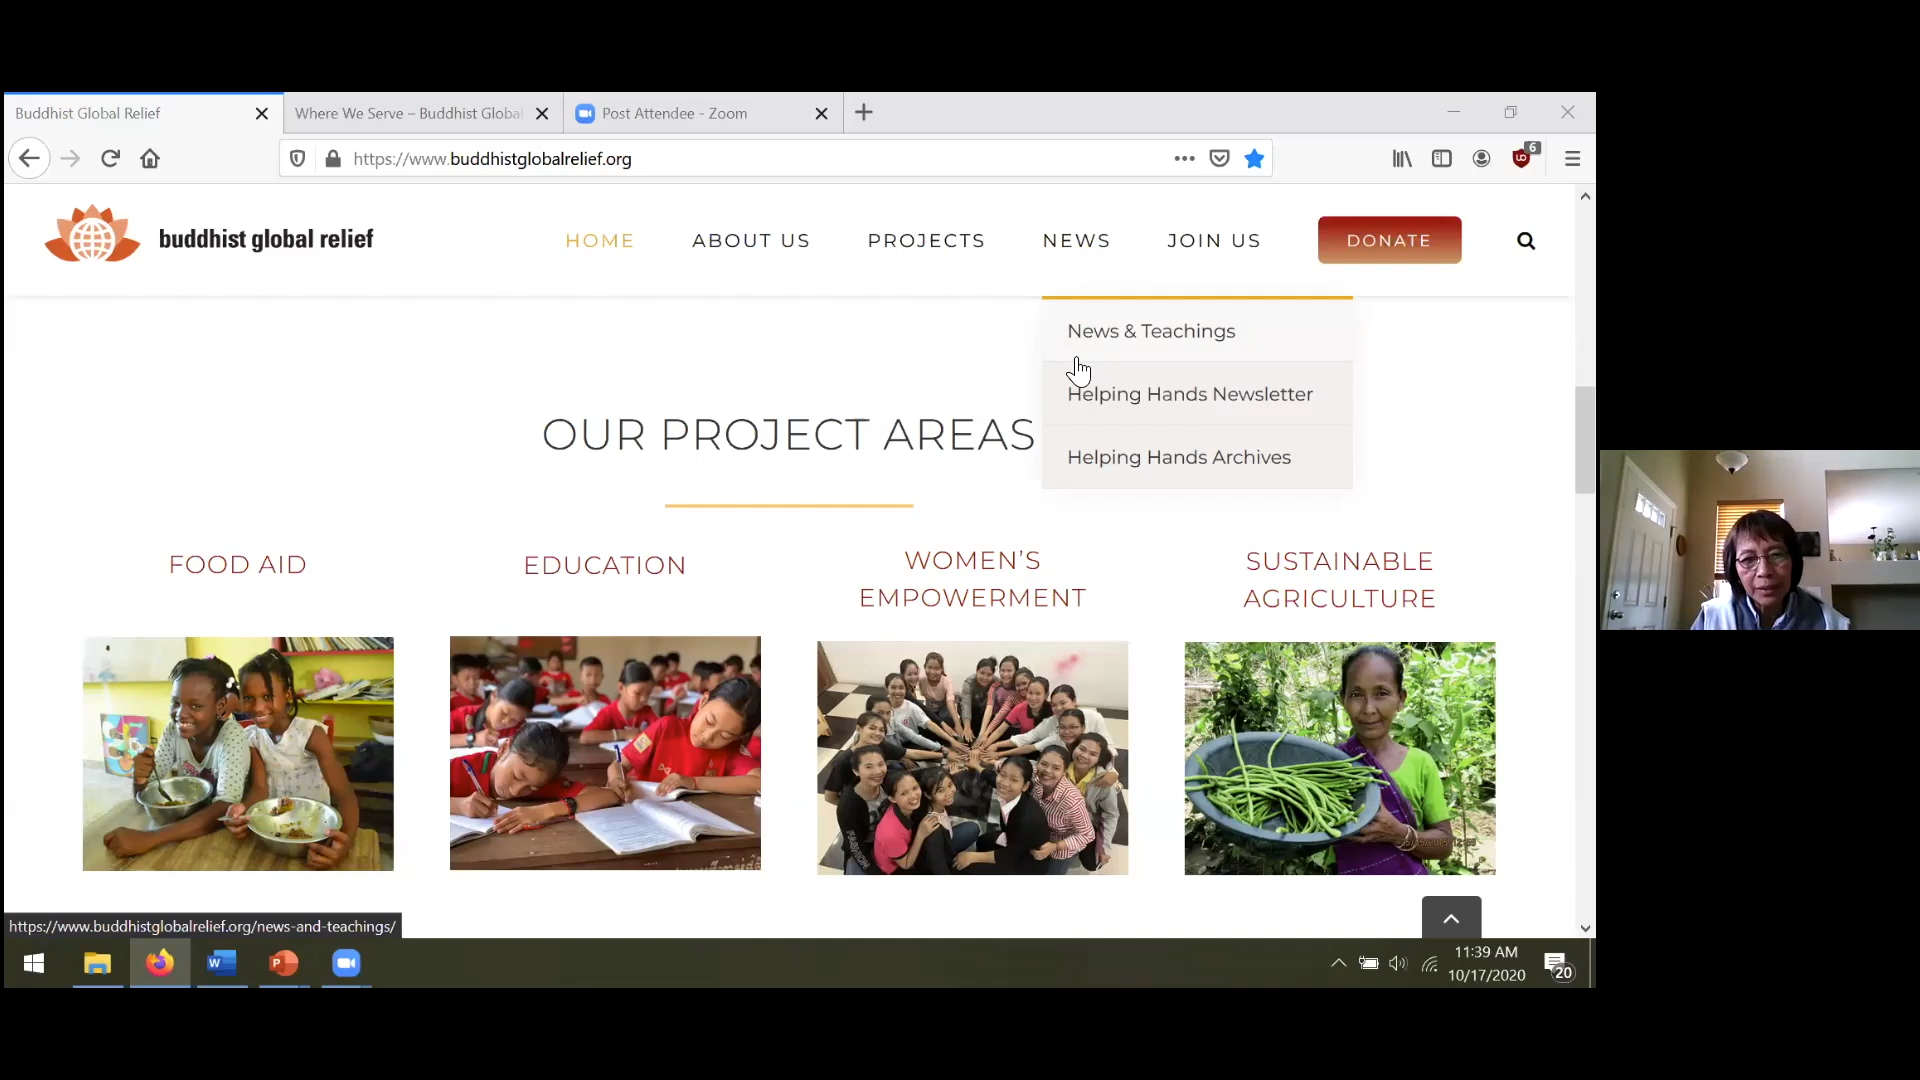 Buddhist Global Relief
Where We Serve – Buddhist Global
Post Attendee - Zoom
https://www.buddhistglobalrelief.org
6
buddhist global relief
HOME
ABOUT US
PROJECTS
NEWS
JOIN US
DONATE
News & Teachings
Helping Hands Newsletter
Helping Hands Archives
OUR PROJECT AREAS
FOOD AID
EDUCATION
WOMEN’S
EMPOWERMENT
SUSTAINABLE
AGRICULTURE
https://www.buddhistglobalrelief.org/news-and-teachings/
11:39 AM
10/17/2020
20